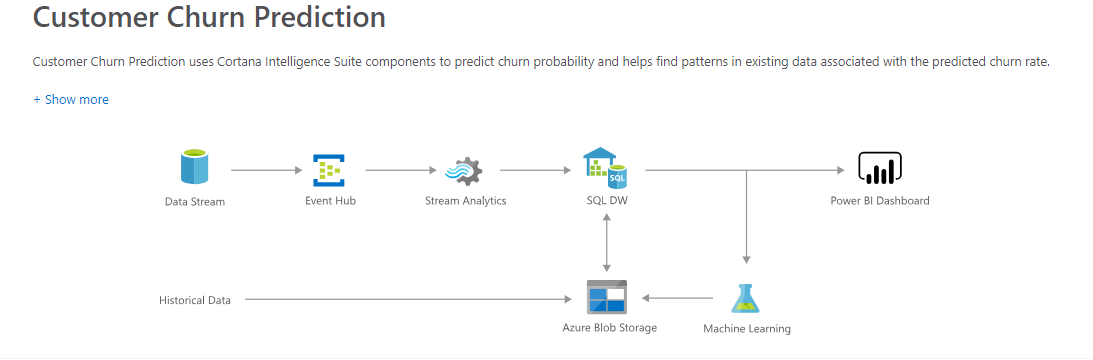 Customer Churn Prediction
Customer Churn Prediction uses Cortana Intelligence Suite components to predict churn probability and helps find patterns in existing data associated with the predicted churn rate.
+ Show more
SQL
Data Stream
Event Hub
Stream Analytics
SQL DW
Power BI Dashboard
Historical Data
Azure Blob Storage
Machine Learning